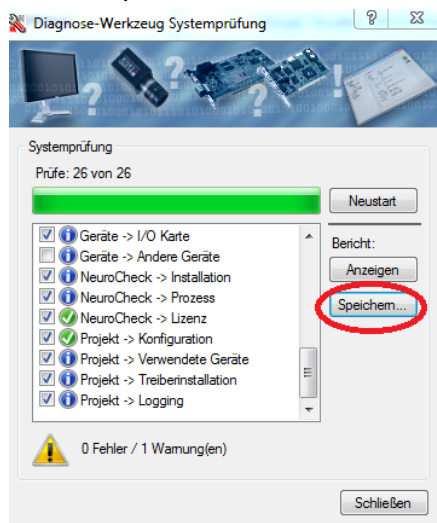 Diagnose-Werkzeug Systemprüfung
Systemprüfung
Prüfe: 26 von 26
Neustart
Geräte -> I/O Karte
Geräte -> Andere Geräte
NeuroCheck -> Installation
NeuroCheck -> Prozess
NeuroCheck -> Lizenz
Projekt -> Konfiguration
Projekt -> Verwendete Geräte
Projekt -> Treiberinstallation
Projekt -> Logging
Bericht:
Anzeigen
Speichern...
0 Fehler / 1 Warnung(en)
Schließen